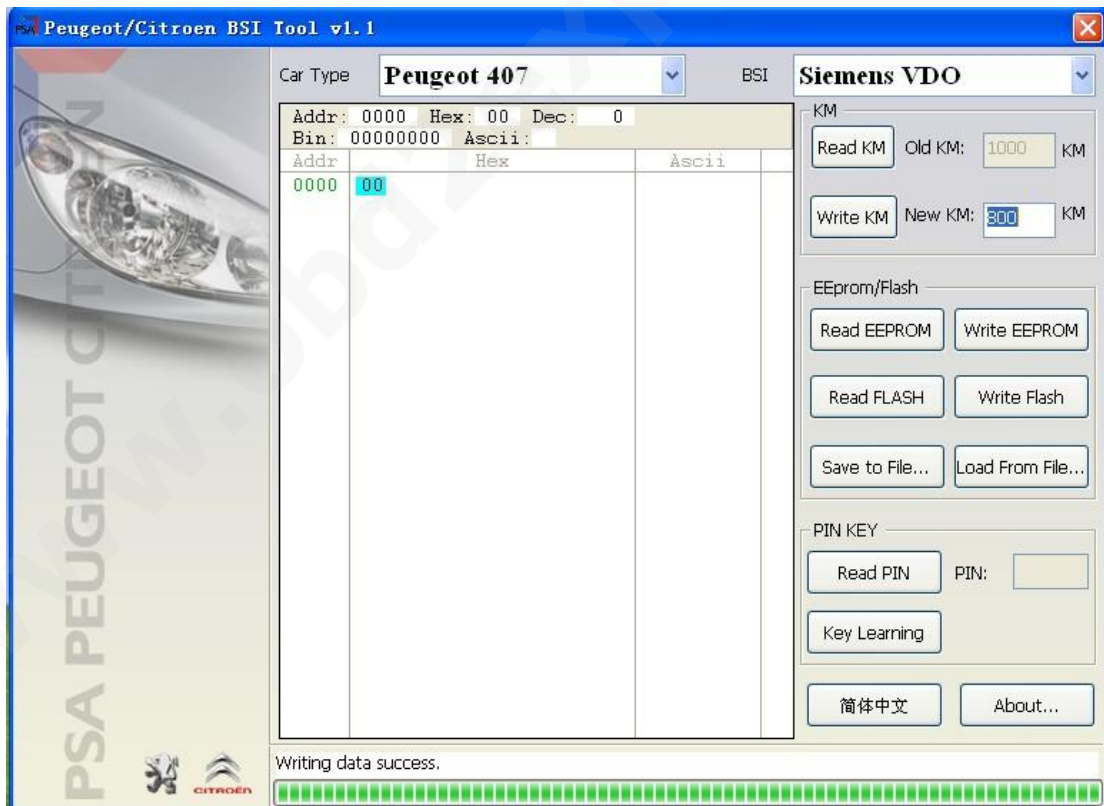 PSA Peugeot/Citroen BSI Tool v1.1
Car Type Peugeot 407 BSI Siemens VDO
Addr: 0000 Hex: 00 Dec: 0
Bin: 00000000 Ascii:
Addr Hex Ascii
0000 00
KM
Read KM Old KM: 1000 KM
Write KM New KM: 800 KM
EEprom/Flash
Read EEPROM Write EEPROM
Read FLASH Write Flash
Save to File... Load From File...
PIN KEY
Read PIN PIN:
Key Learning
简体中文 About...
Writing data success.
PSA PEUGEOT CITROËN
CITROËN